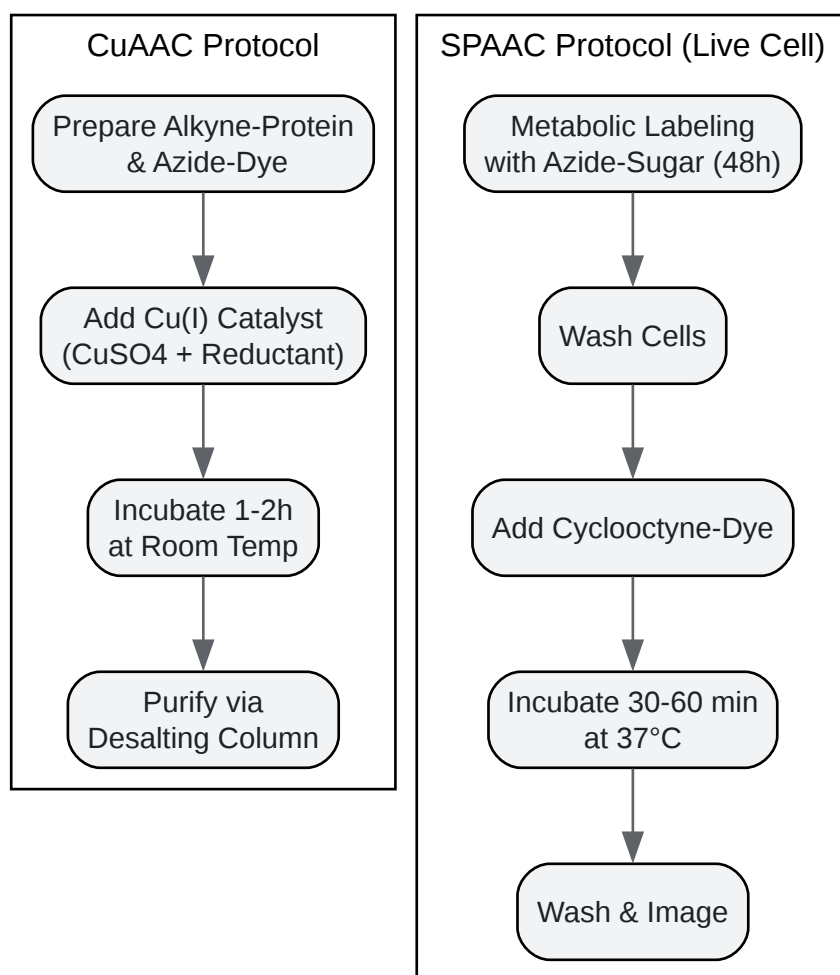 CuAAC Protocol
Prepare Alkyne-Protein
& Azide-Dye
Add Cu(I) Catalyst
(CuSO4 + Reductant)
Incubate 1-2h
at Room Temp
Purify via
Desalting Column
SPAAC Protocol (Live Cell)
Metabolic Labeling
with Azide-Sugar (48h)
Wash Cells
Add Cyclooctyne-Dye
Incubate 30-60 min
at 37°C
Wash & Image